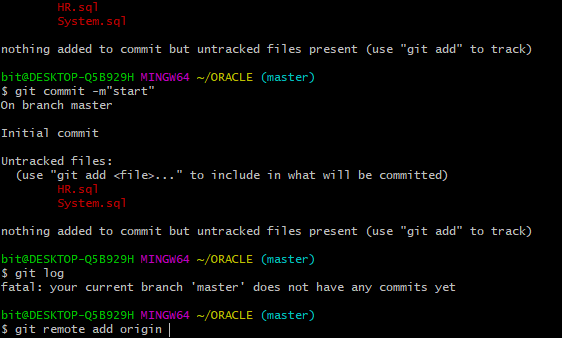 HR.sql
System.sql
nothing added to commit but untracked files present (use "git add" to track)
bit@DESKTOP-Q5B929H MINGW64 ~/ORACLE (master)
$ git commit -m"start"
On branch master
Initial commit
Untracked files:
(use "git add <file>..." to include in what will be committed)
HR.sql
System.sql
nothing added to commit but untracked files present (use "git add" to track)
bit@DESKTOP-Q5B929H MINGW64 ~/ORACLE (master)
$ git log
fatal: your current branch 'master' does not have any commits yet
bit@DESKTOP-Q5B929H MINGW64 ~/ORACLE (master)
$ git remote add origin